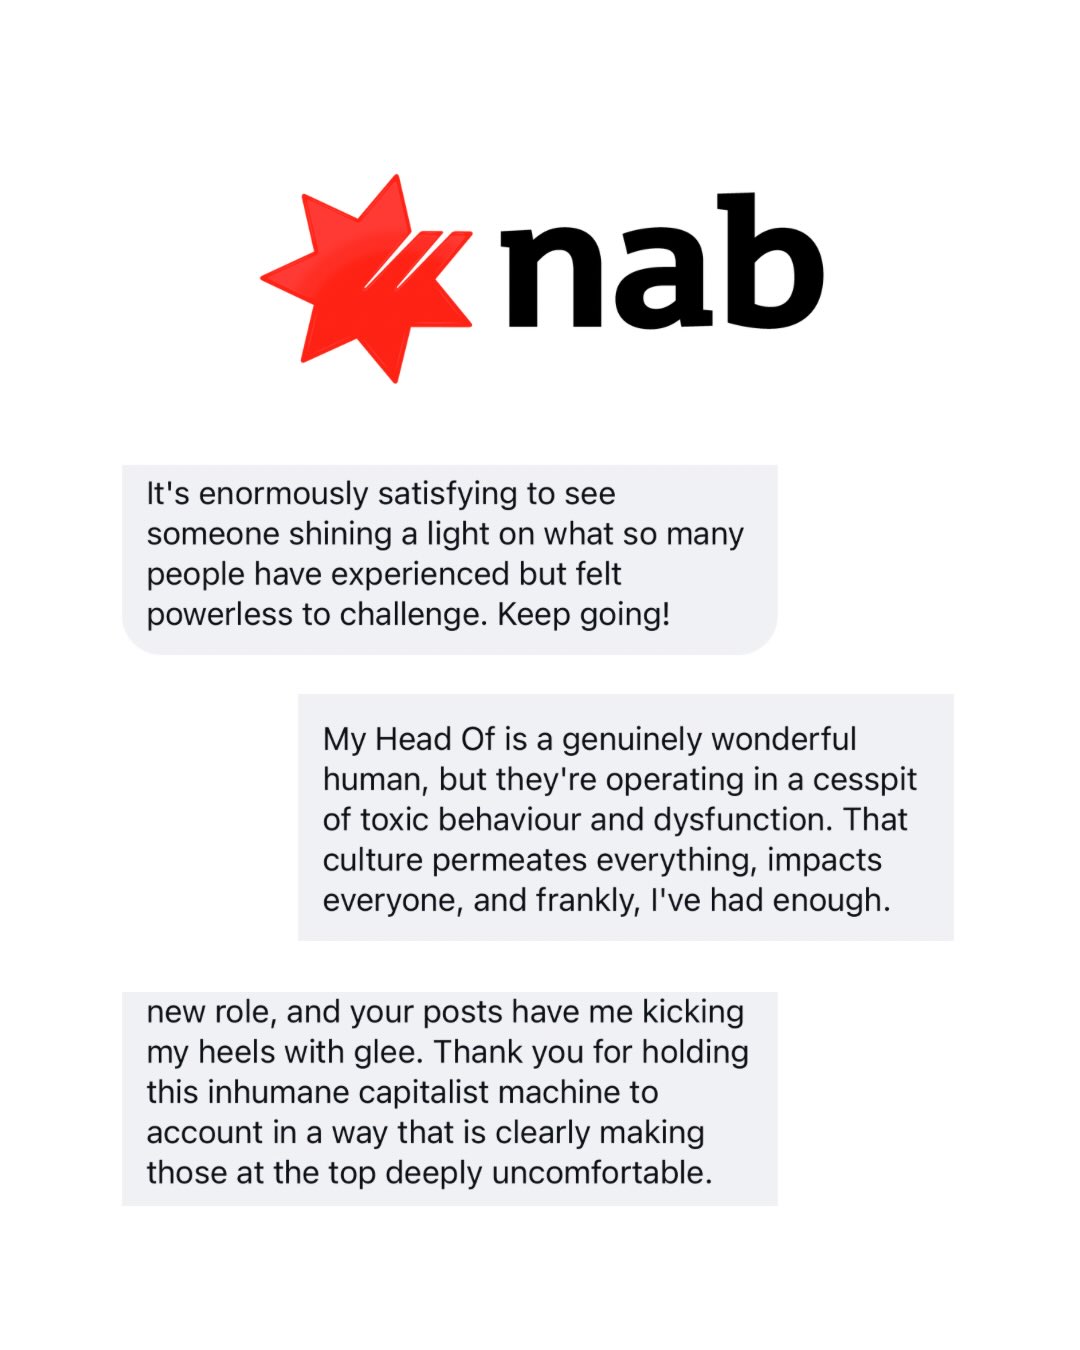 nab
It's enormously satisfying to see
someone shining a light on what so many
people have experienced but felt
powerless to challenge. Keep going!
My Head Of is a genuinely wonderful
human, but they're operating in a cesspit
of toxic behaviour and dysfunction. That
culture permeates everything, impacts
everyone, and frankly, I've had enough.
new role, and your posts have me kicking
my heels with glee. Thank you for holding
this inhumane capitalist machine to
account in a way that is clearly making
those at the top deeply uncomfortable.